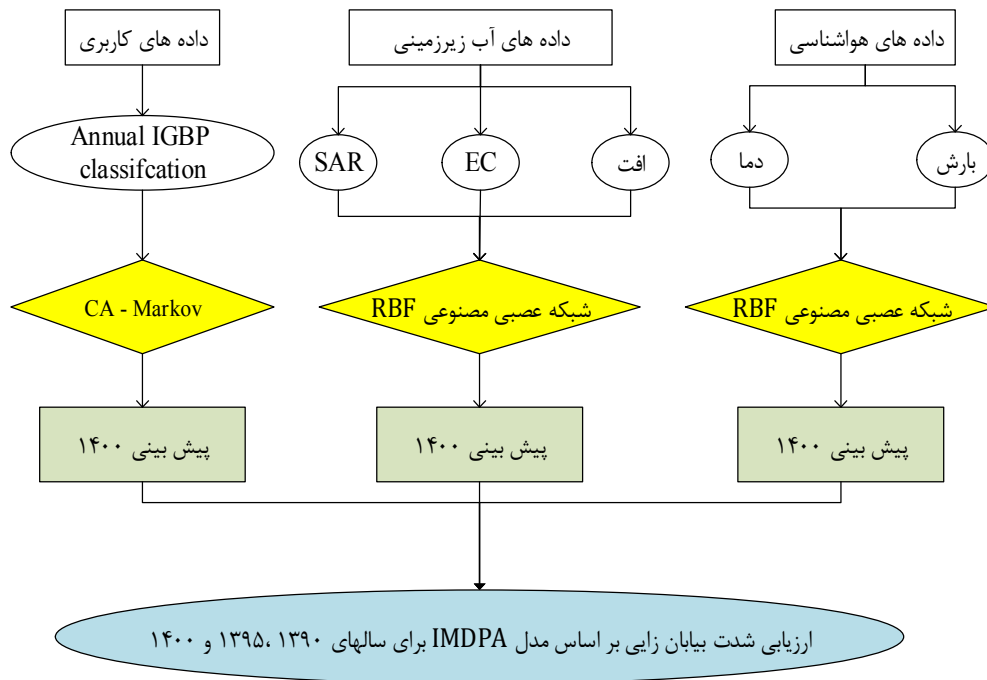 داده های هواشناسی
داده های آب زیرزمینی
داده های کاربری
بارش
دما
افت
EC
SAR
Annual IGBP
classifcation
شبکه عصبی مصنوعی RBF
شبکه عصبی مصنوعی RBF
CA - Markov
پیش بینی ۱۴۰۰
پیش بینی ۱۴۰۰
پیش بینی ۱۴۰۰
ارزیابی شدت بیابان زایی بر اساس مدل IMDPA برای سالهای ۱۳۹۰ ،۱۳۹۵ و ۱۴۰۰